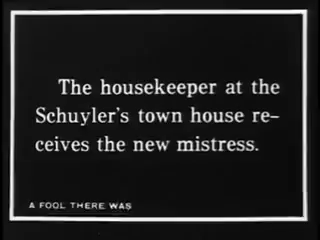 The housekeeper at the
Schuyler's town house re-
ceives the new mistress.
A FOOL THERE WAS